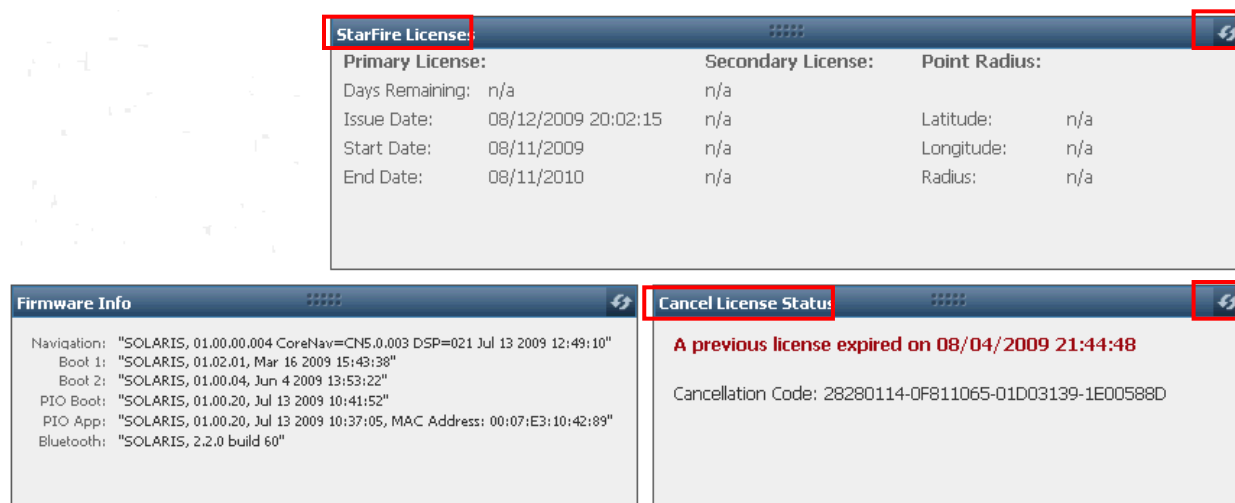 StarFire Licenses
Primary License: Secondary License: Point Radius:
Days Remaining: n/a n/a
Issue Date: 08/12/2009 20:02:15 n/a Latitude: n/a
Start Date: 08/11/2009 n/a Longitude: n/a
End Date: 08/11/2010 n/a Radius: n/a
Firmware Info
Navigation: "SOLARIS, 01.00.00.004 CoreNav=CN5.0.003 DSP=021 Jul 13 2009 12:49:10"
Boot 1: "SOLARIS, 01.02.01, Mar 16 2009 15:43:38"
Boot 2: "SOLARIS, 01.00.04, Jun 4 2009 13:53:22"
PIO Boot: "SOLARIS, 01.00.20, Jul 13 2009 10:41:52"
PIO App: "SOLARIS, 01.00.20, Jul 13 2009 10:37:05, MAC Address: 00:07:E3:10:42:89"
Bluetooth: "SOLARIS, 2.2.0 build 60"
Cancel License Status
A previous license expired on 08/04/2009 21:44:48
Cancellation Code: 28280114-0F811065-01D03139-1E00588D